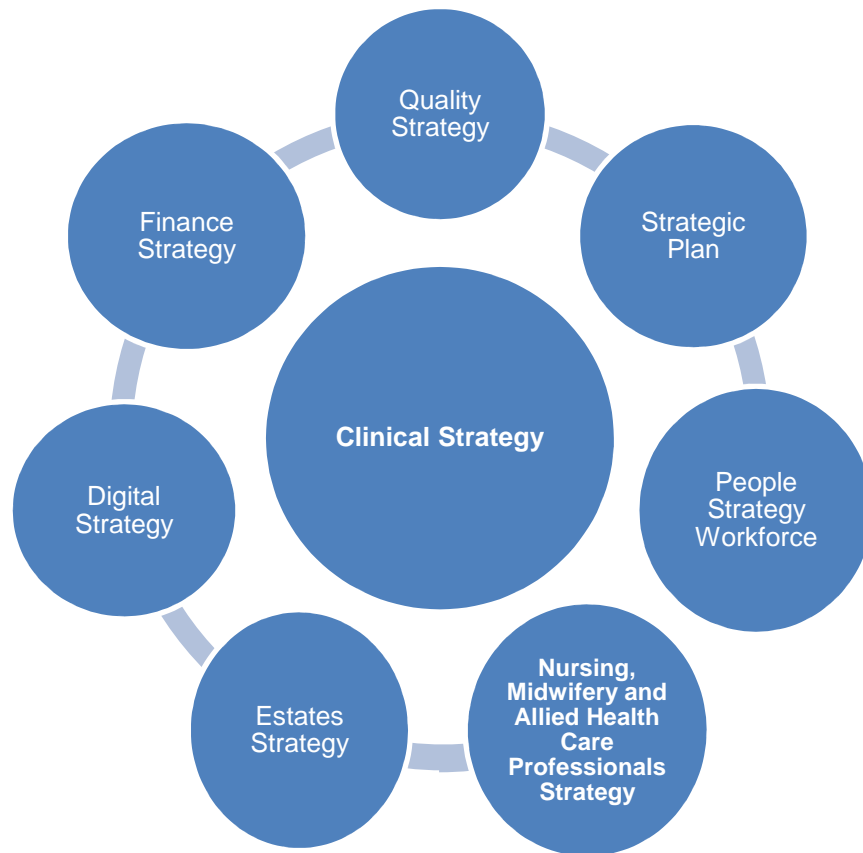 Quality
Strategy
Strategic
Plan
People
Strategy
Workforce
Nursing,
Midwifery and
Allied Health
Care
Professionals
Strategy
Estates
Strategy
Digital
Strategy
Finance
Strategy
Clinical Strategy